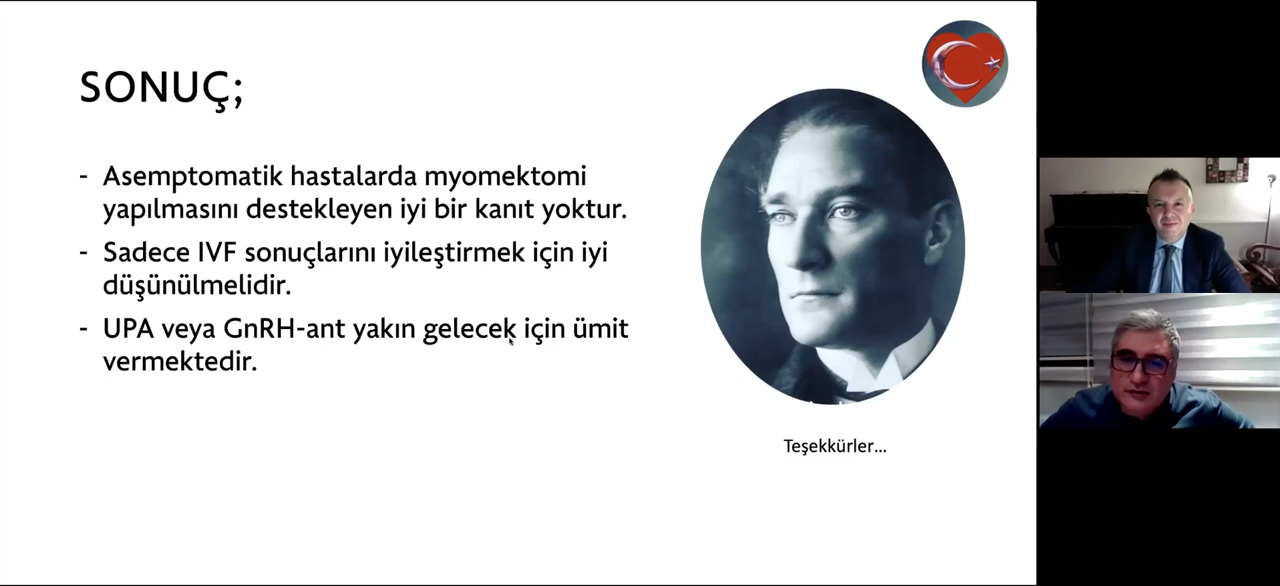 SONUÇ;
- Asemptomatik hastalarda myomektomi
yapılmasını destekleyen iyi bir kanıt yoktur.
- Sadece IVF sonuçlarını iyileştirmek için iyi
düşünülmelidir.
- UPA veya GnRH-ant yakın gelecek için ümit
vermektedir.
Teşekkürler...